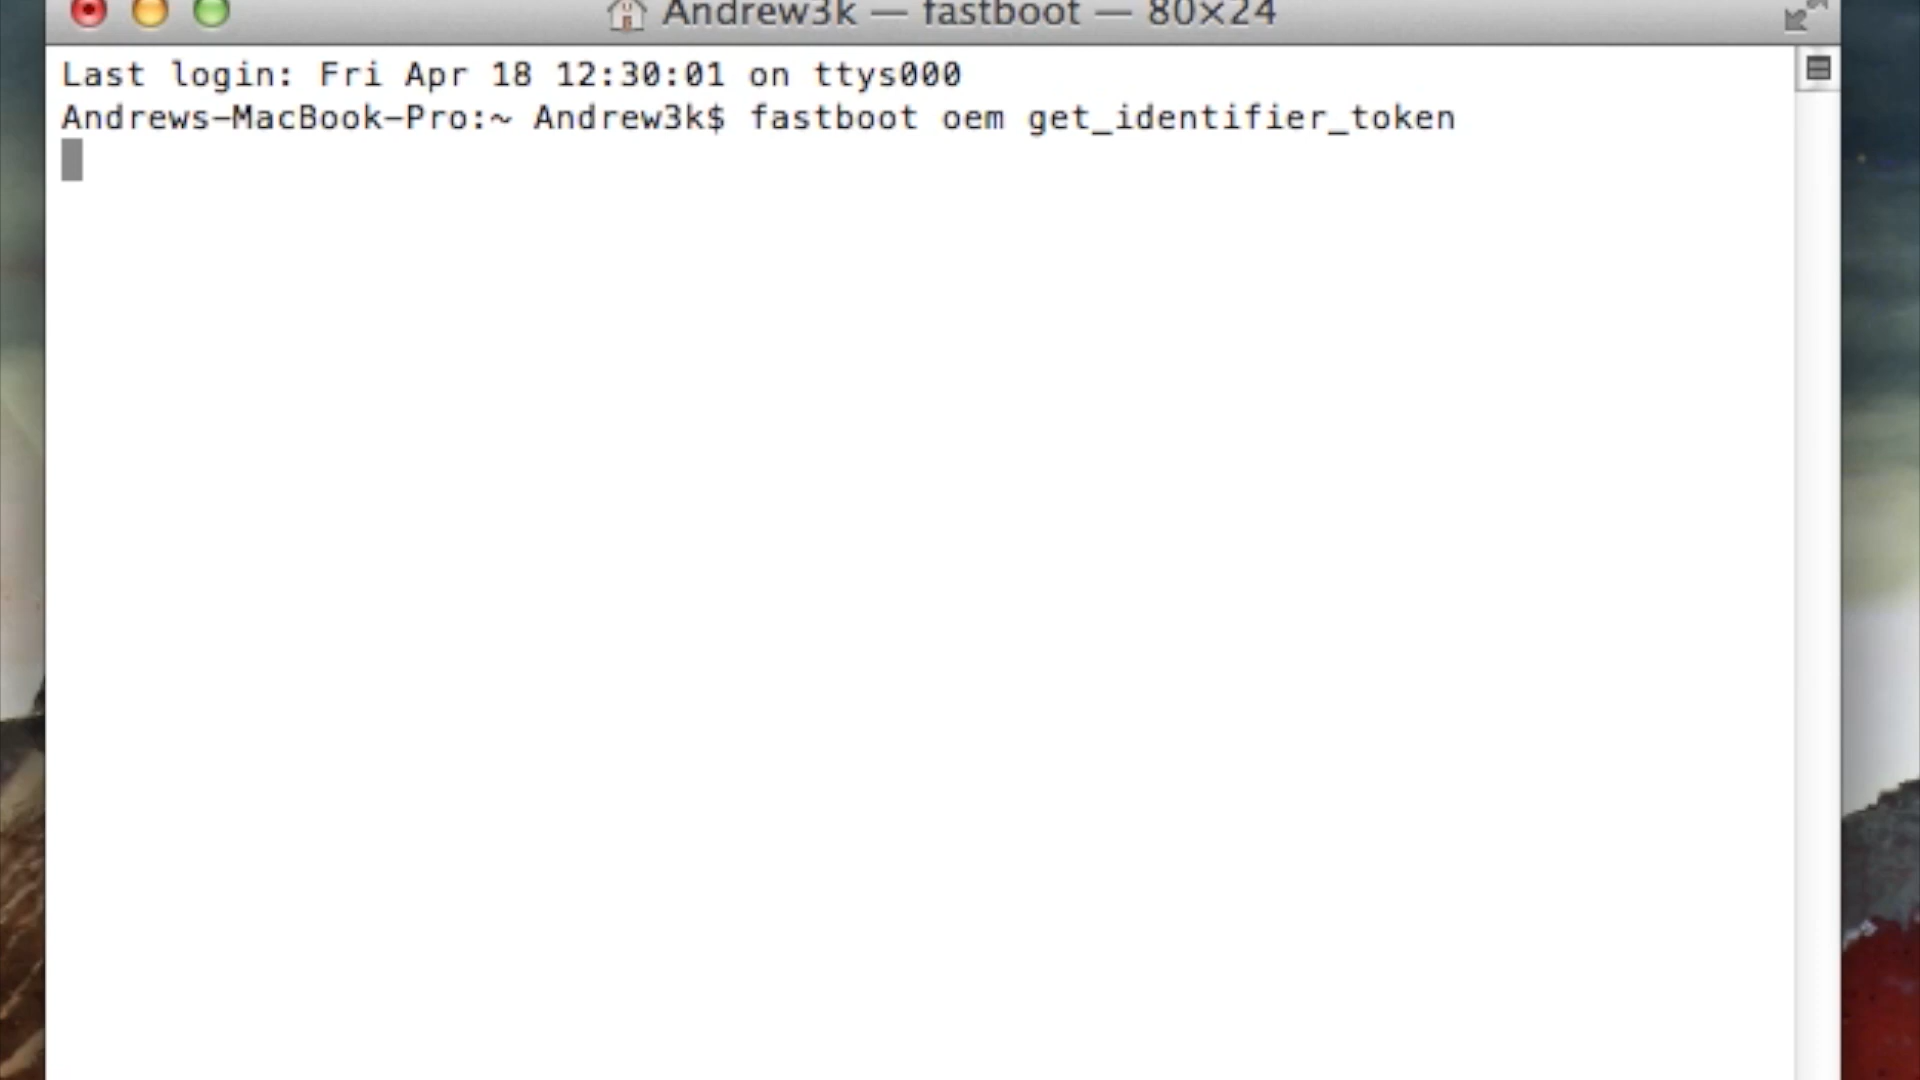 Andrew3k — fastboot — 80×24
Last login: Fri Apr 18 12:30:01 on ttys000
Andrews-MacBook-Pro:~ Andrew3k$ fastboot oem get_identifier_token